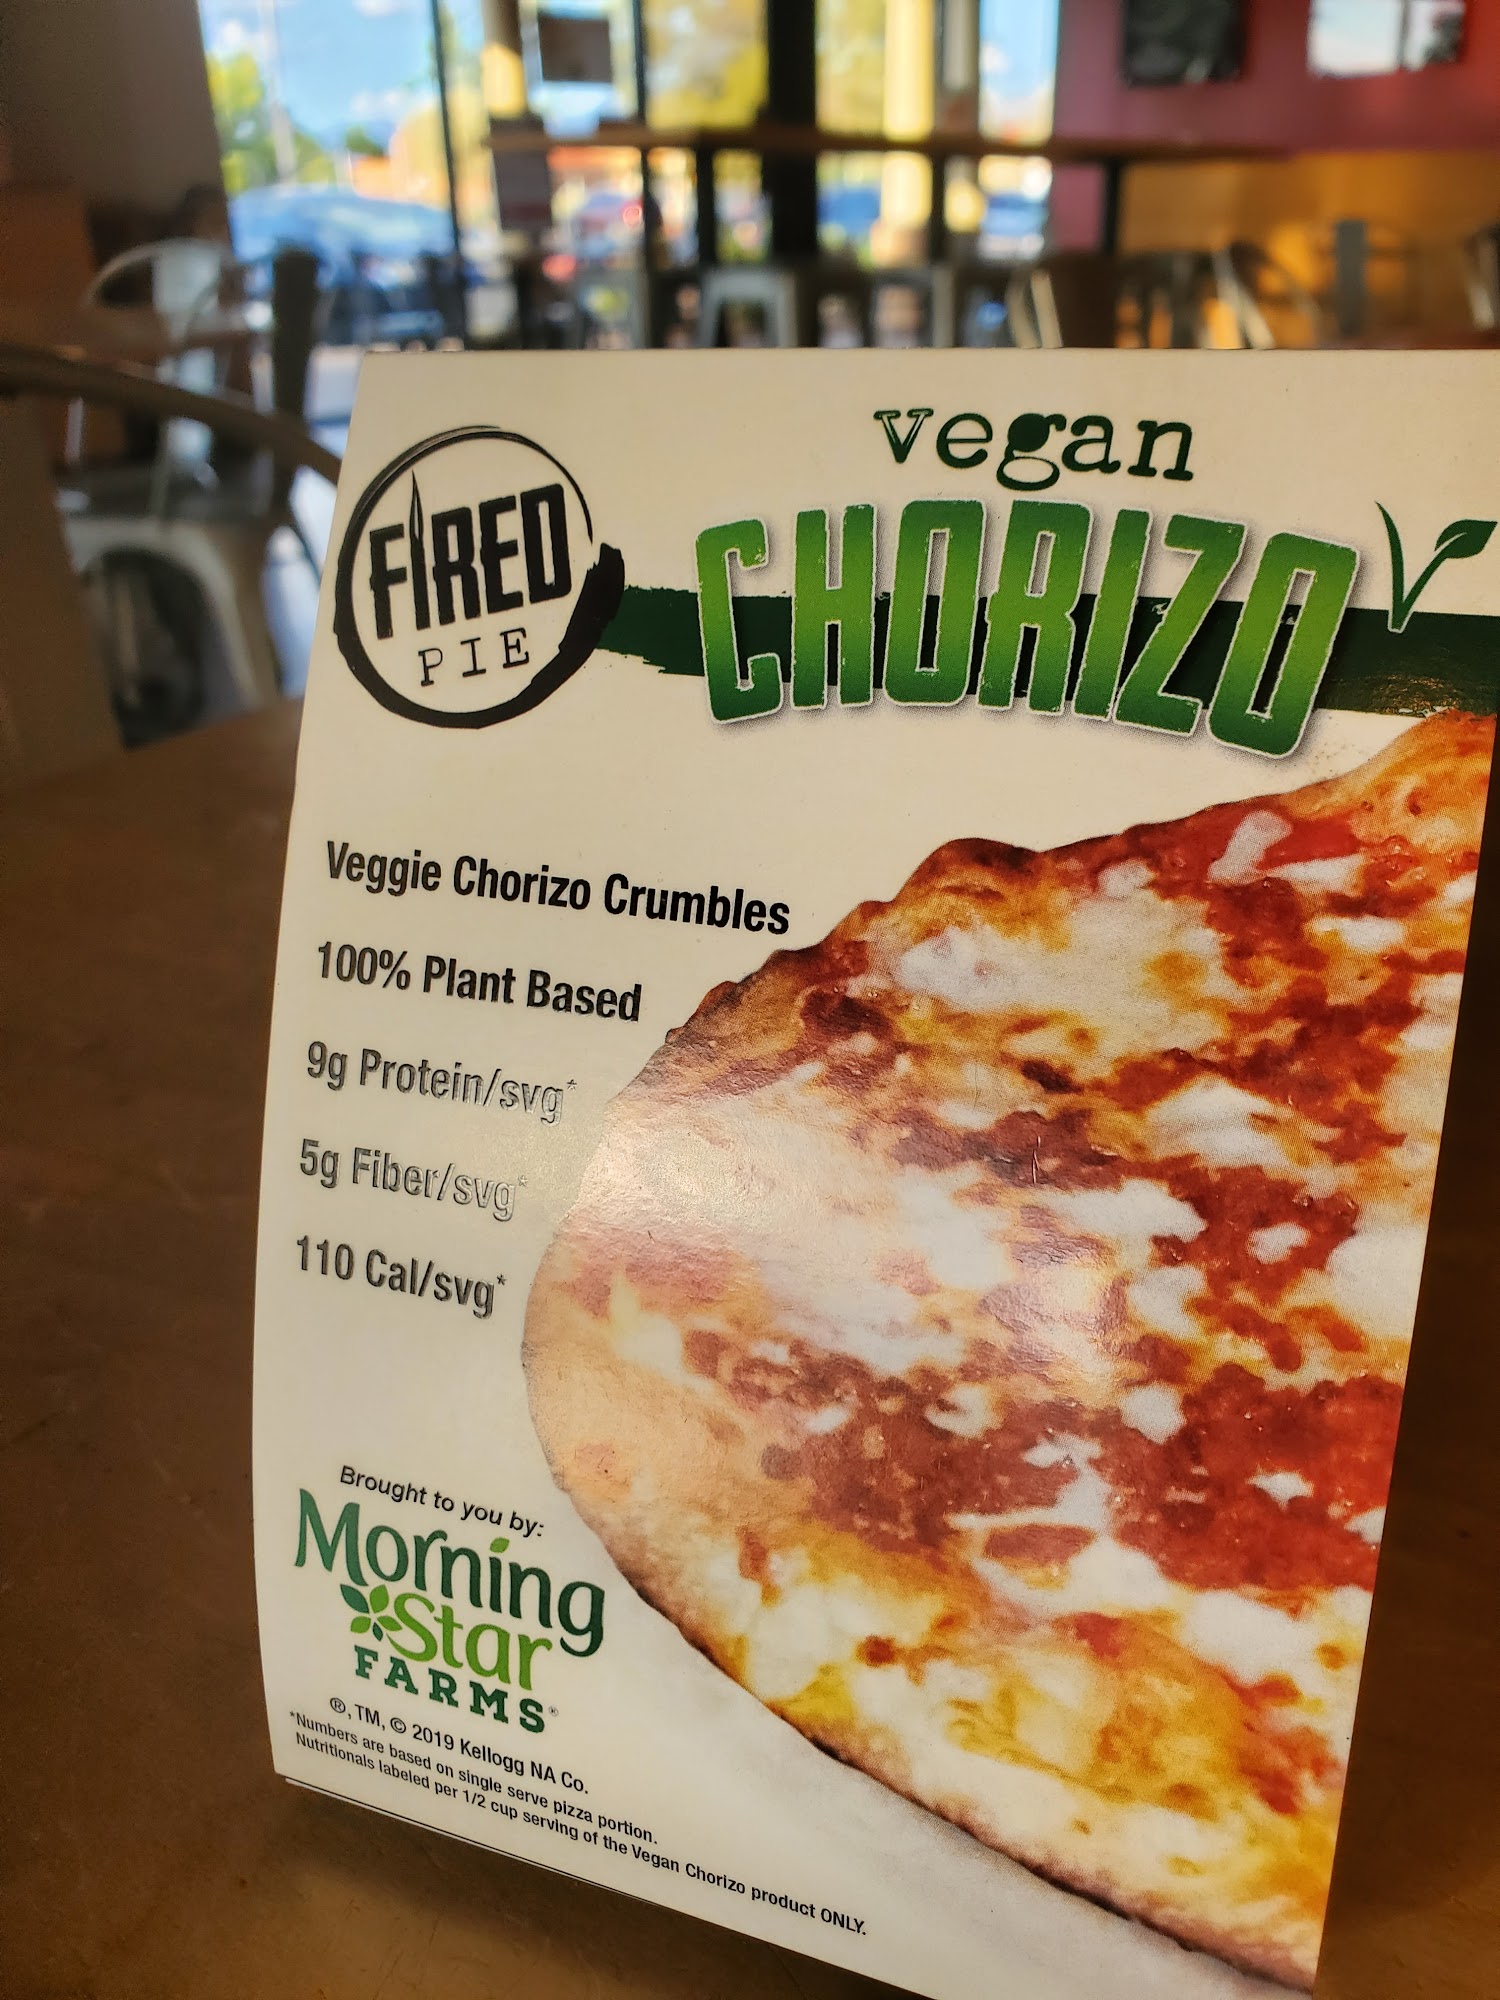 FIRED
PIE
vegan
CHORIZO
Veggie Chorizo Crumbles
100% Plant Based
9g Protein/svg*
5g Fiber/svg*
110 Cal/svg*
Brought to you by:
Morning
Star
FARMS®
®, TM, © 2019 Kellogg NA Co.
*Numbers are based on single serve pizza portion.
Nutritionals labeled per 1/2 cup serving of the Vegan Chorizo product ONLY.